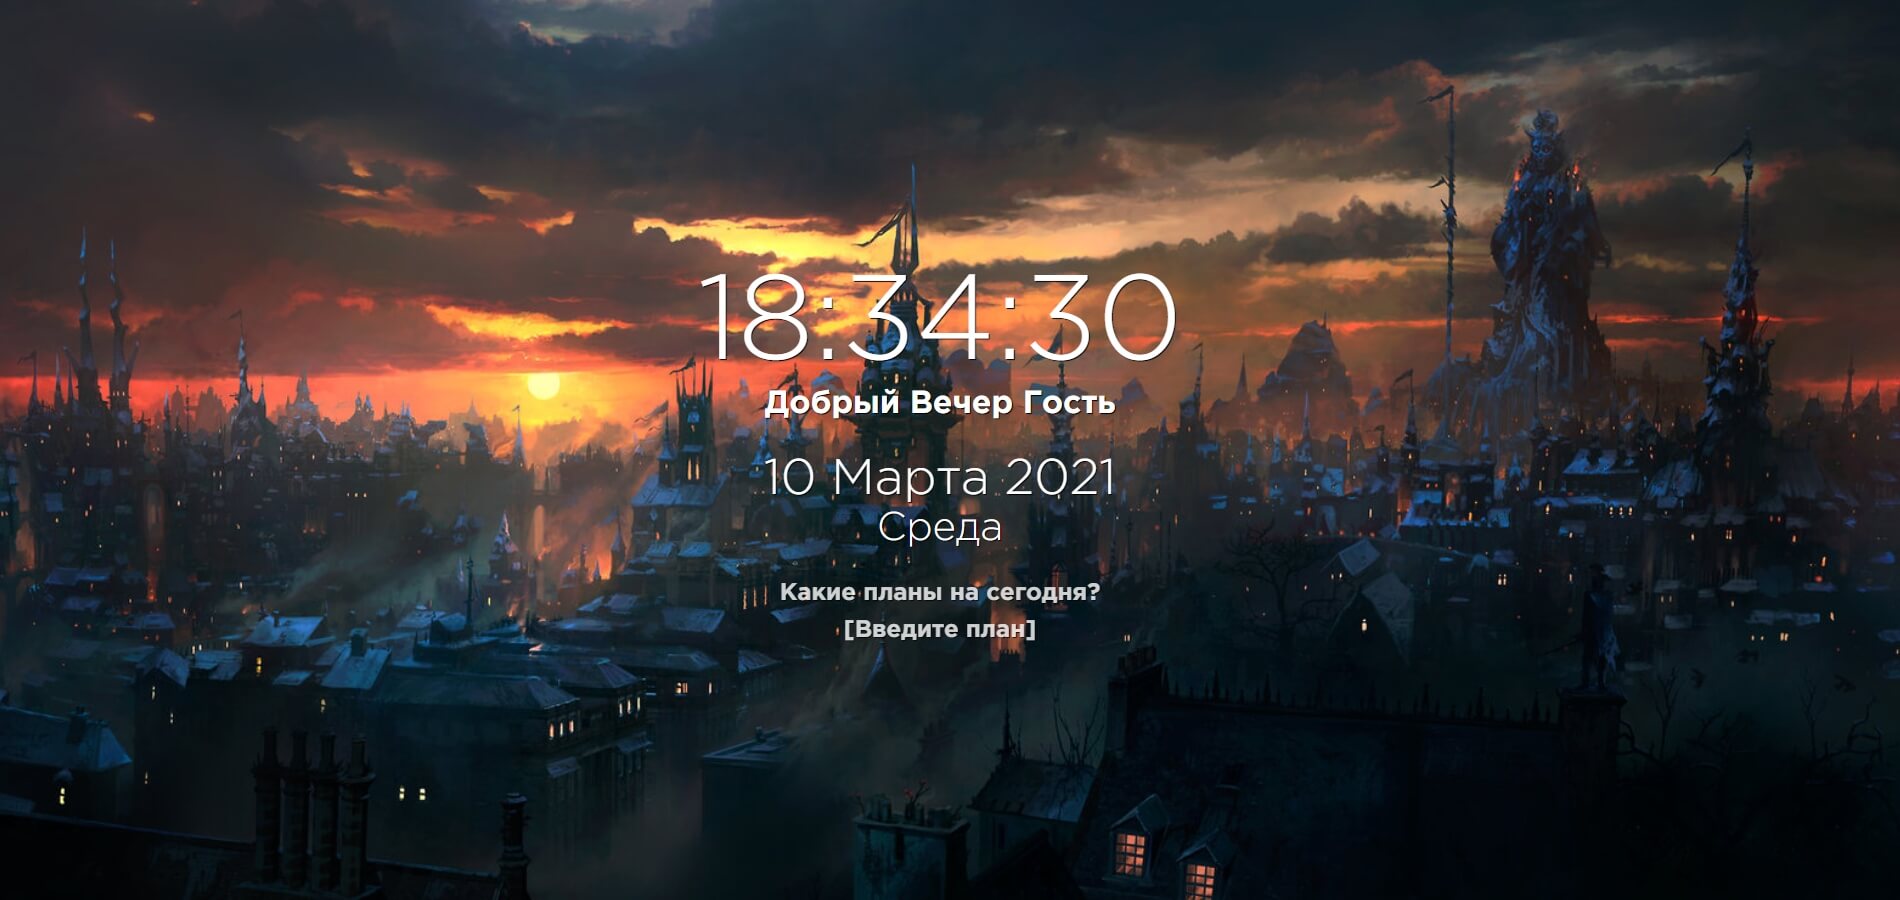 18:34:30
Добрый Вечер Гость
10 Марта 2021
Среда
Какие планы на сегодня?
[Введите план]